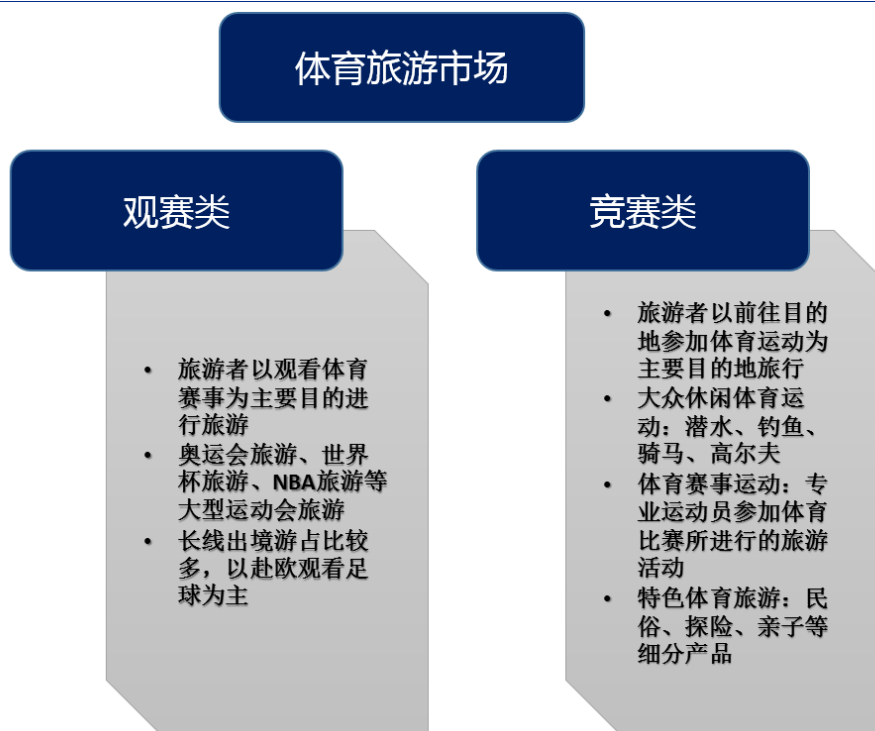 体育旅游市场
观赛类
竞赛类
• 旅游者以观看体育
赛事为主要目的进
行旅游
• 奥运会旅游、世界
杯旅游、NBA旅游等
大型运动会旅游
• 长线出境游占比较
多，以赴欧观看足
球为主
• 旅游者以前往目的
地参加体育运动为
主要目的地旅行
• 大众休闲体育运
动：潜水、钓鱼、
骑马、高尔夫
• 体育赛事运动：专
业运动员参加体育
比赛所进行的旅游
活动
• 特色体育旅游：民
俗、探险、亲子等
细分产品